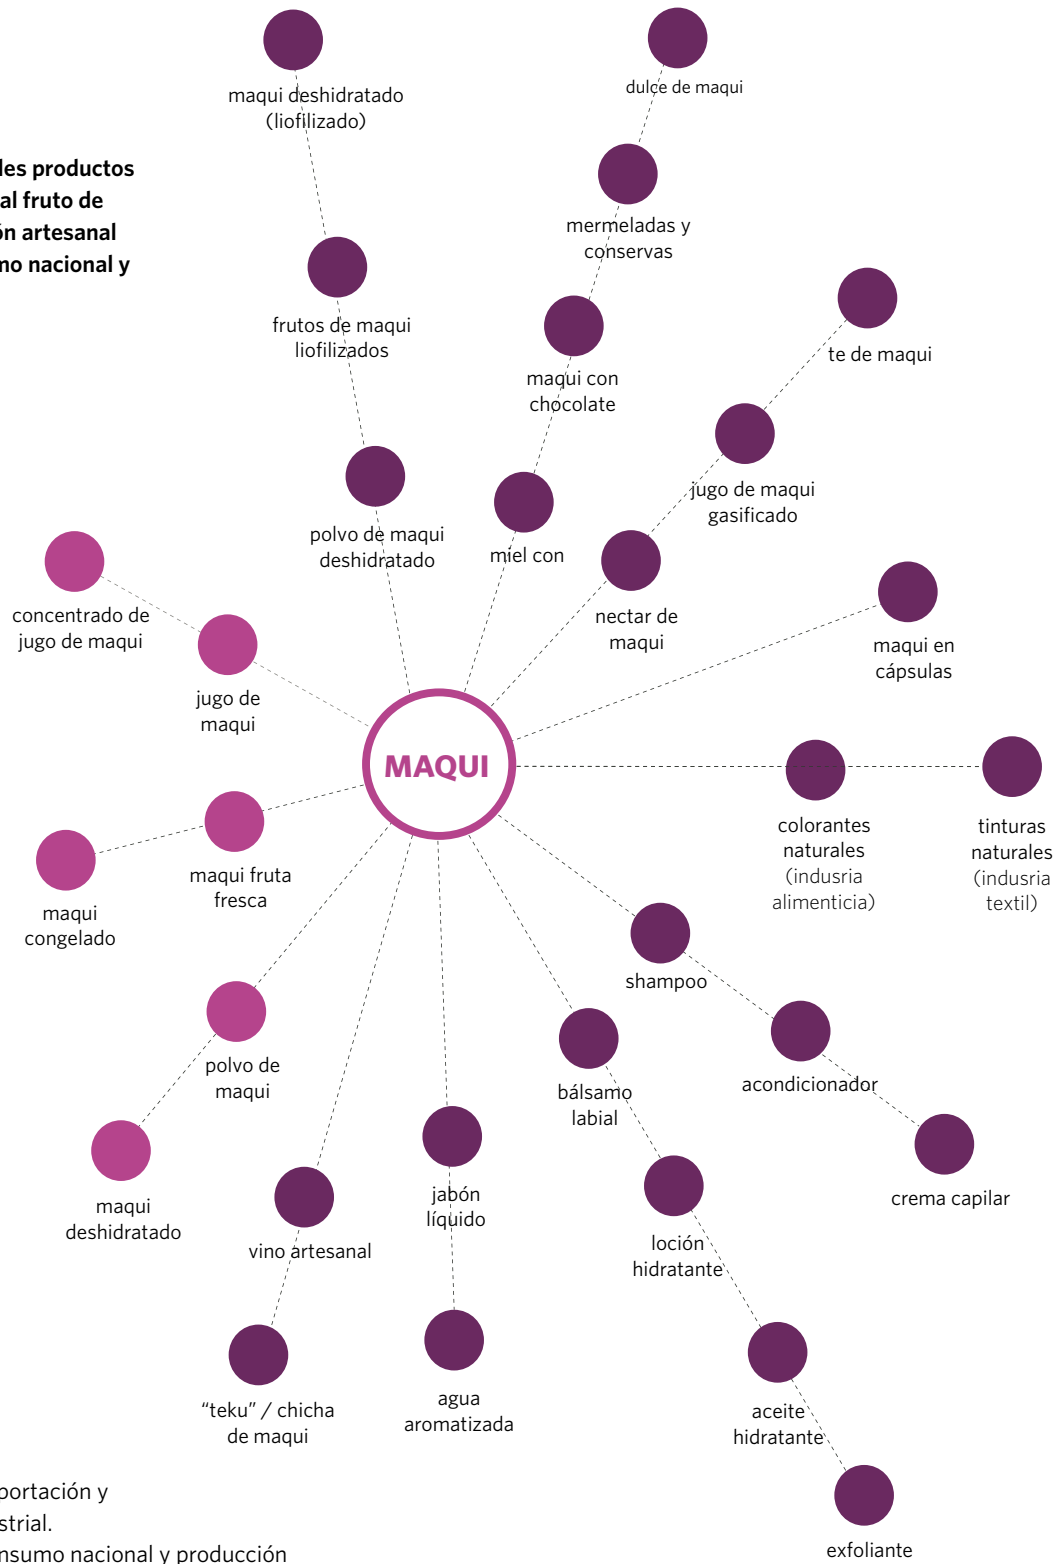 maqui deshidratado
(liofilizado)
dulce de maqui
les productos
al fruto de
ón artesanal
mo nacional y
mermeladas y
conservas
frutos de maqui
liofilizados
te de maqui
maqui con
chocolate
jugo de maqui
gasificado
polvo de maqui
deshidratado
miel con
nectar de
maqui
maqui en
cápsulas
concentrado de
jugo de maqui
jugo de
maqui
MAQUI
colorantes
naturales
(indusria
alimenticia)
tinturas
naturales
(indusria
textil)
maqui fruta
fresca
maqui
congelado
shampoo
polvo de
maqui
bálsamo
labial
acondicionador
maqui
deshidratado
vino artesanal
jabón
líquido
crema capilar
loción
hidratante
"teku" / chicha
de maqui
agua
aromatizada
aceite
hidratante
portación y
strial.
nsumo nacional y producción
exfoliante